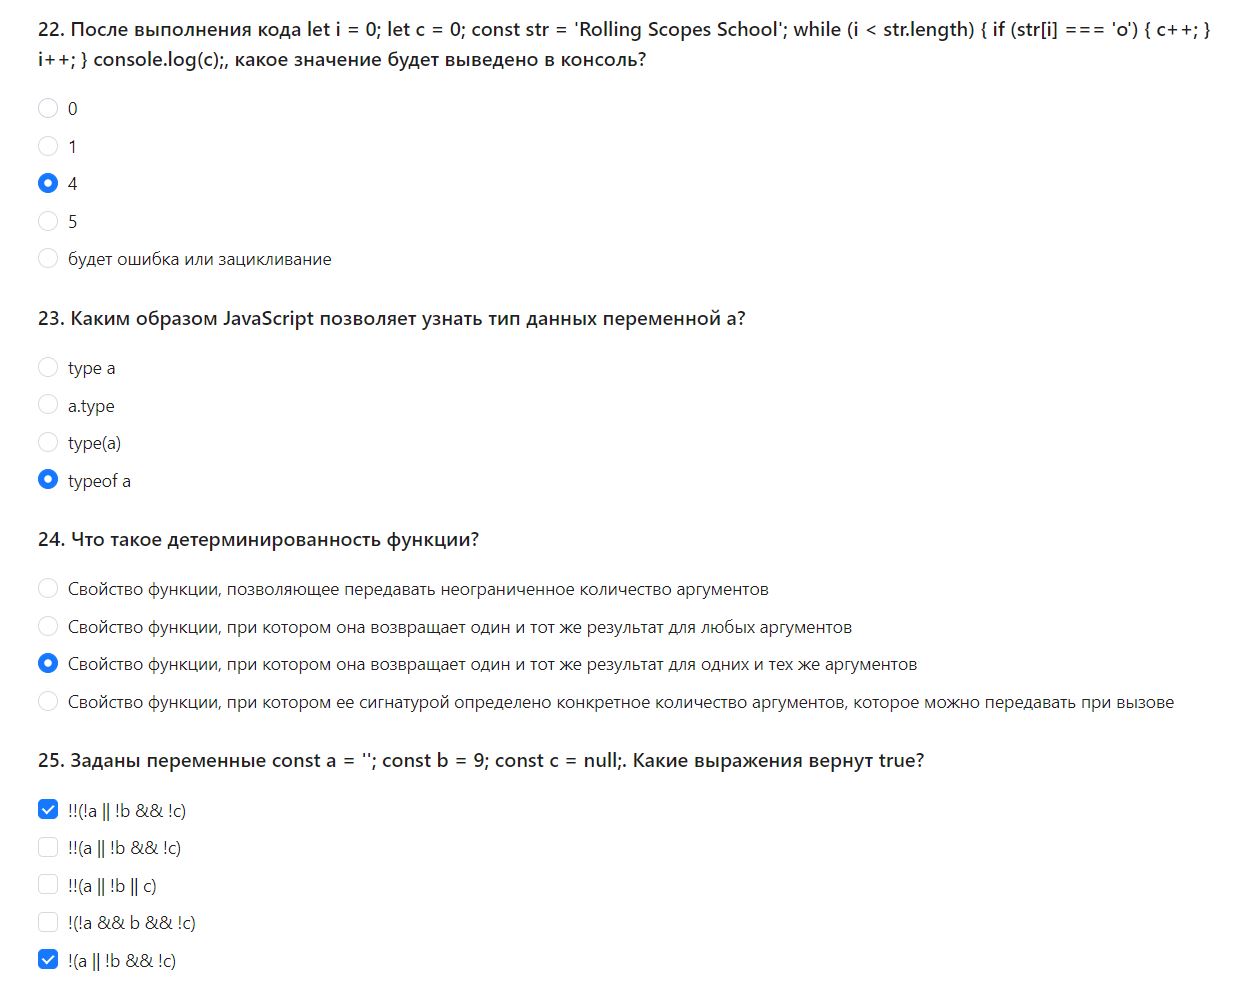 22. После выполнения кода let i = 0; let c = 0; const str = 'Rolling Scopes School'; while (i < str.length) { if (str[i] === 'o') { c++; }
i++; } console.log(c);, какое значение будет выведено в консоль?
0
1
4
5
будет ошибка или зацикливание
23. Каким образом JavaScript позволяет узнать тип данных переменной a?
type a
a.type
type(a)
typeof a
24. Что такое детерминированность функции?
Свойство функции, позволяющее передавать неограниченное количество аргументов
Свойство функции, при котором она возвращает один и тот же результат для любых аргументов
Свойство функции, при котором она возвращает один и тот же результат для одних и тех же аргументов
Свойство функции, при котором ее сигнатурой определено конкретное количество аргументов, которое можно передавать при вызове
25. Заданы переменные const a = ''; const b = 9; const c = null;. Какие выражения вернут true?
!!(!a || !b && !c)
!!(a || !b && !c)
!!(a || !b || c)
!(!a && b && !c)
!(a || !b && !c)